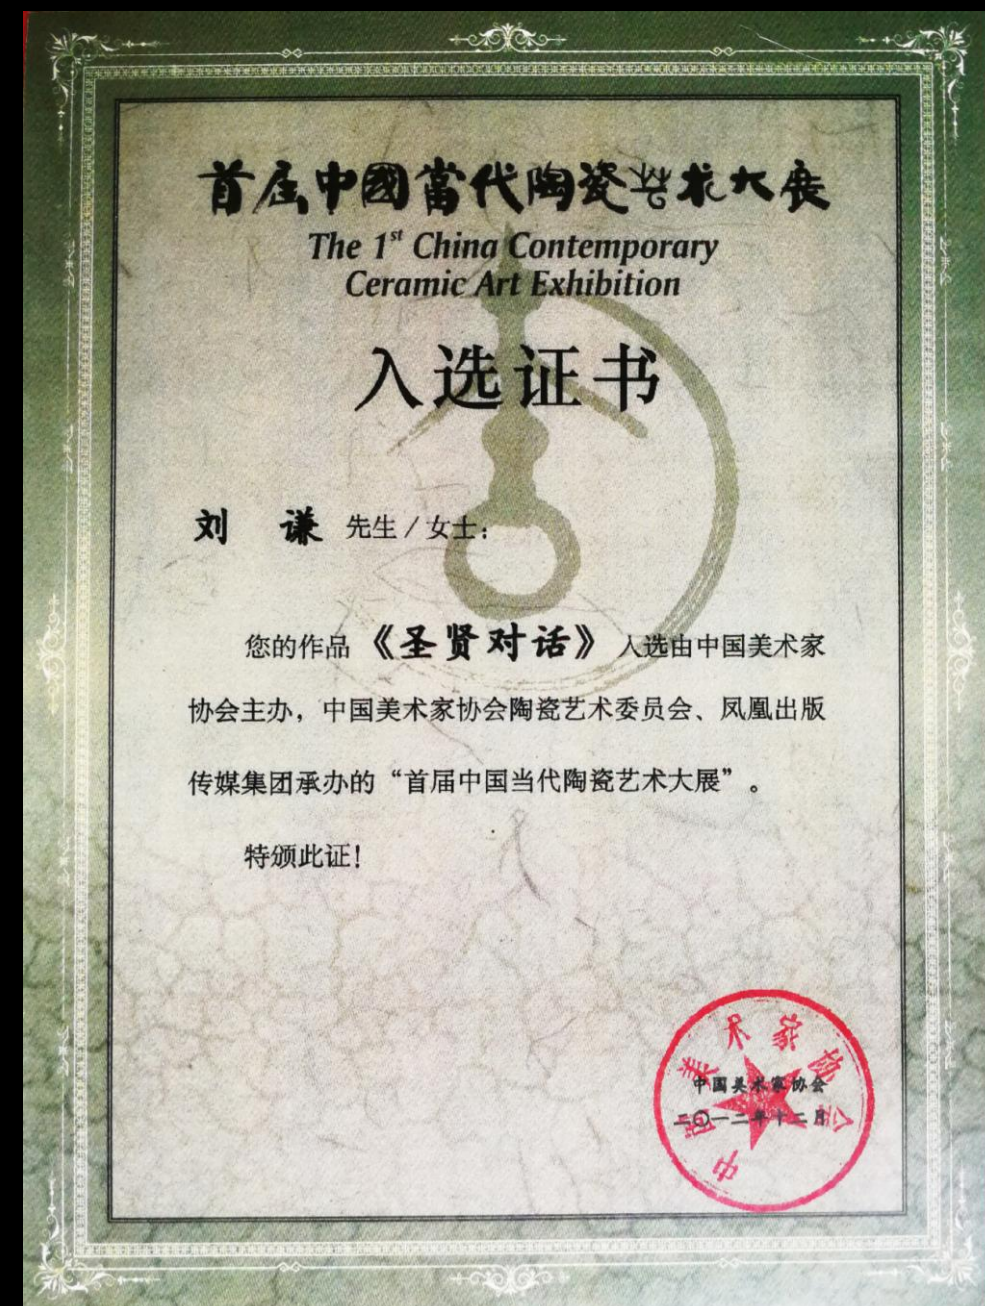 首届中國當代陶瓷艺术大展
The 1st China Contemporary
Ceramic Art Exhibition
入选证书
刘 谦 先生/女士：
您的作品《圣贤对话》入选由中国美术家
协会主办，中国美术家协会陶瓷艺术委员会、凤凰出版
传媒集团承办的“首届中国当代陶瓷艺术大展”。
特颁此证！
中国美术家协会
中国美术家协会
二〇一二年十二月